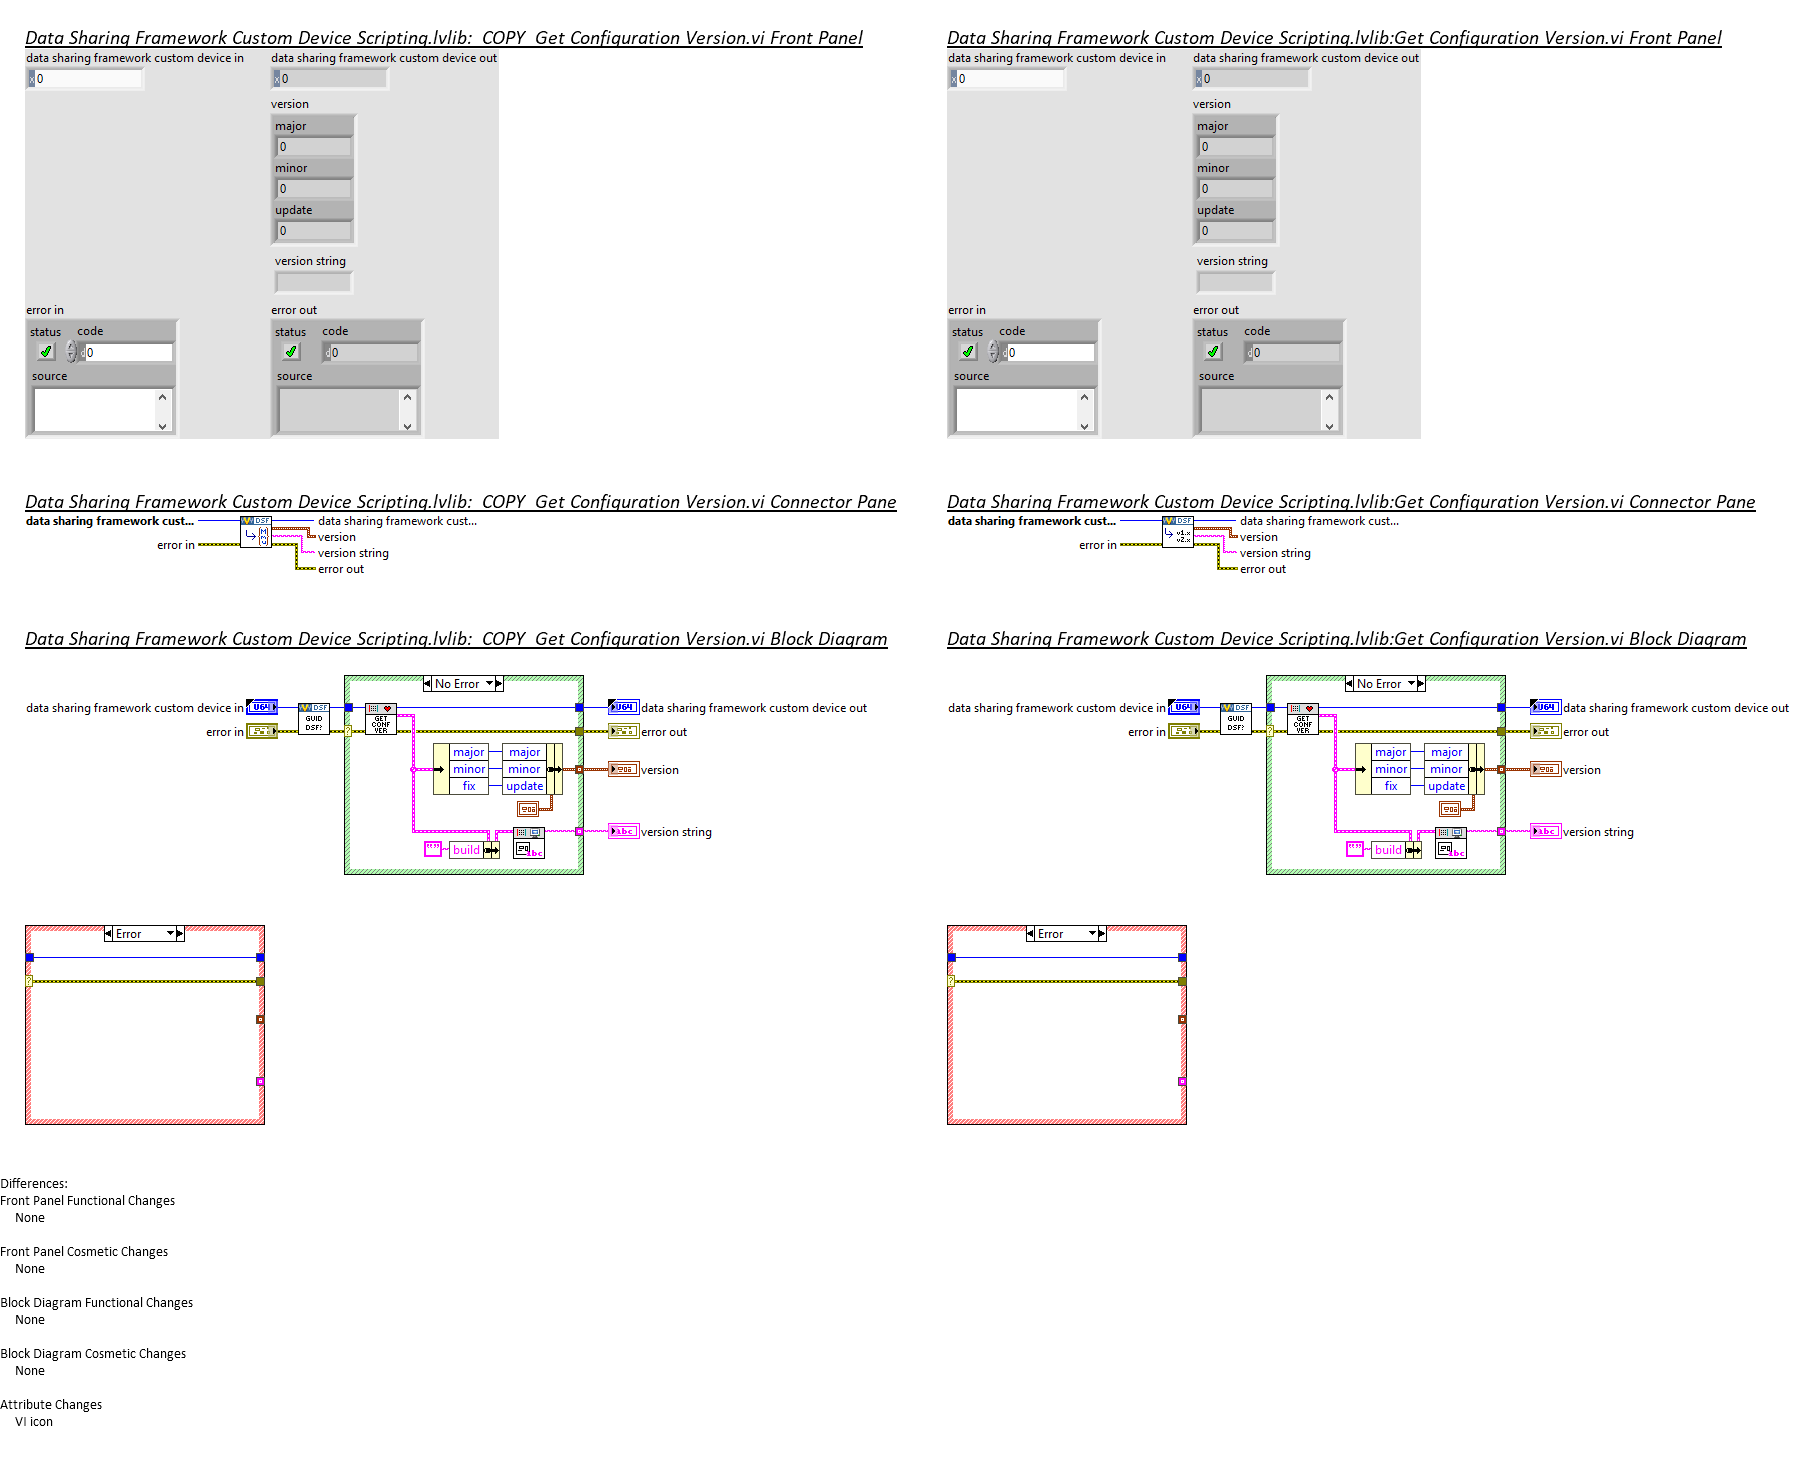 Data Sharing Framework Custom Device Scripting.lvlib:  COPY  Get Configuration Version.vi Front Panel
data sharing framework custom device in
data sharing framework custom device out
x 0
x 0
version
major
0
minor
0
update
0
version string
error in
error out
status
code
status
code
d 0
d 0
source
source
Data Sharing Framework Custom Device Scripting.lvlib:Get Configuration Version.vi Front Panel
data sharing framework custom device in
data sharing framework custom device out
x 0
x 0
version
major
0
minor
0
update
0
version string
error in
error out
status
code
status
code
d 0
d 0
source
source
Data Sharing Framework Custom Device Scripting.lvlib:  COPY  Get Configuration Version.vi Connector Pane
data sharing framework cust...
DSF
data sharing framework cust...
version
error in
version string
error out
Data Sharing Framework Custom Device Scripting.lvlib:Get Configuration Version.vi Connector Pane
data sharing framework cust...
DSF
v1.x
v2.x
data sharing framework cust...
version
error in
version string
error out
Data Sharing Framework Custom Device Scripting.lvlib:  COPY  Get Configuration Version.vi Block Diagram
No Error
data sharing framework custom device in
U64
DSF
GUID
DSF?
GET
CONF
VER
U64
data sharing framework custom device out
error in
?
error out
major
major
minor
minor
fix
update
version
build
abc
abc
version string
Data Sharing Framework Custom Device Scripting.lvlib:Get Configuration Version.vi Block Diagram
No Error
data sharing framework custom device in
U64
DSF
GUID
DSF?
GET
CONF
VER
U64
data sharing framework custom device out
error in
?
error out
major
major
minor
minor
fix
update
version
build
abc
abc
version string
Error
?
Error
?
Differences:
Front Panel Functional Changes
None
Front Panel Cosmetic Changes
None
Block Diagram Functional Changes
None
Block Diagram Cosmetic Changes
None
Attribute Changes
VI icon